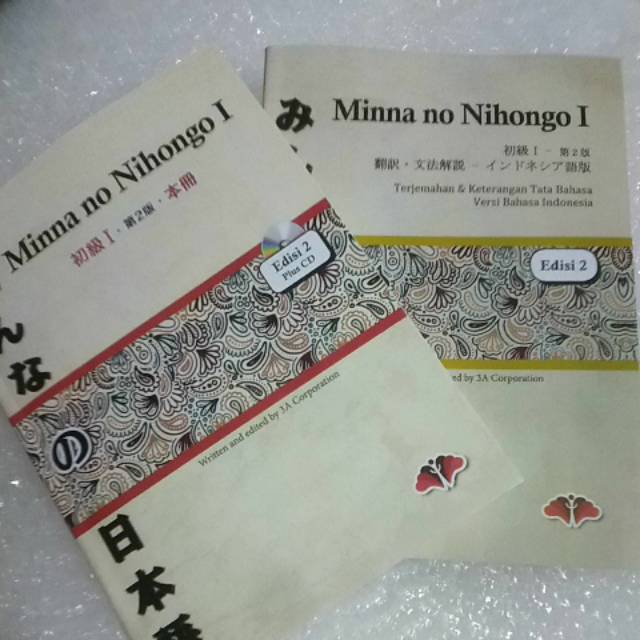 Minna no Nihongo I
初級 I・第2版・本冊
Edisi 2
Plus CD
Written and edited by 3A Corporation
んなの日本
Minna no Nihongo I
初級 I - 第2版
翻訳・文法解説 - インドネシア語版
Terjemahan & Keterangan Tata Bahasa
Versi Bahasa Indonesia
Edisi 2
by 3A Corporation
み